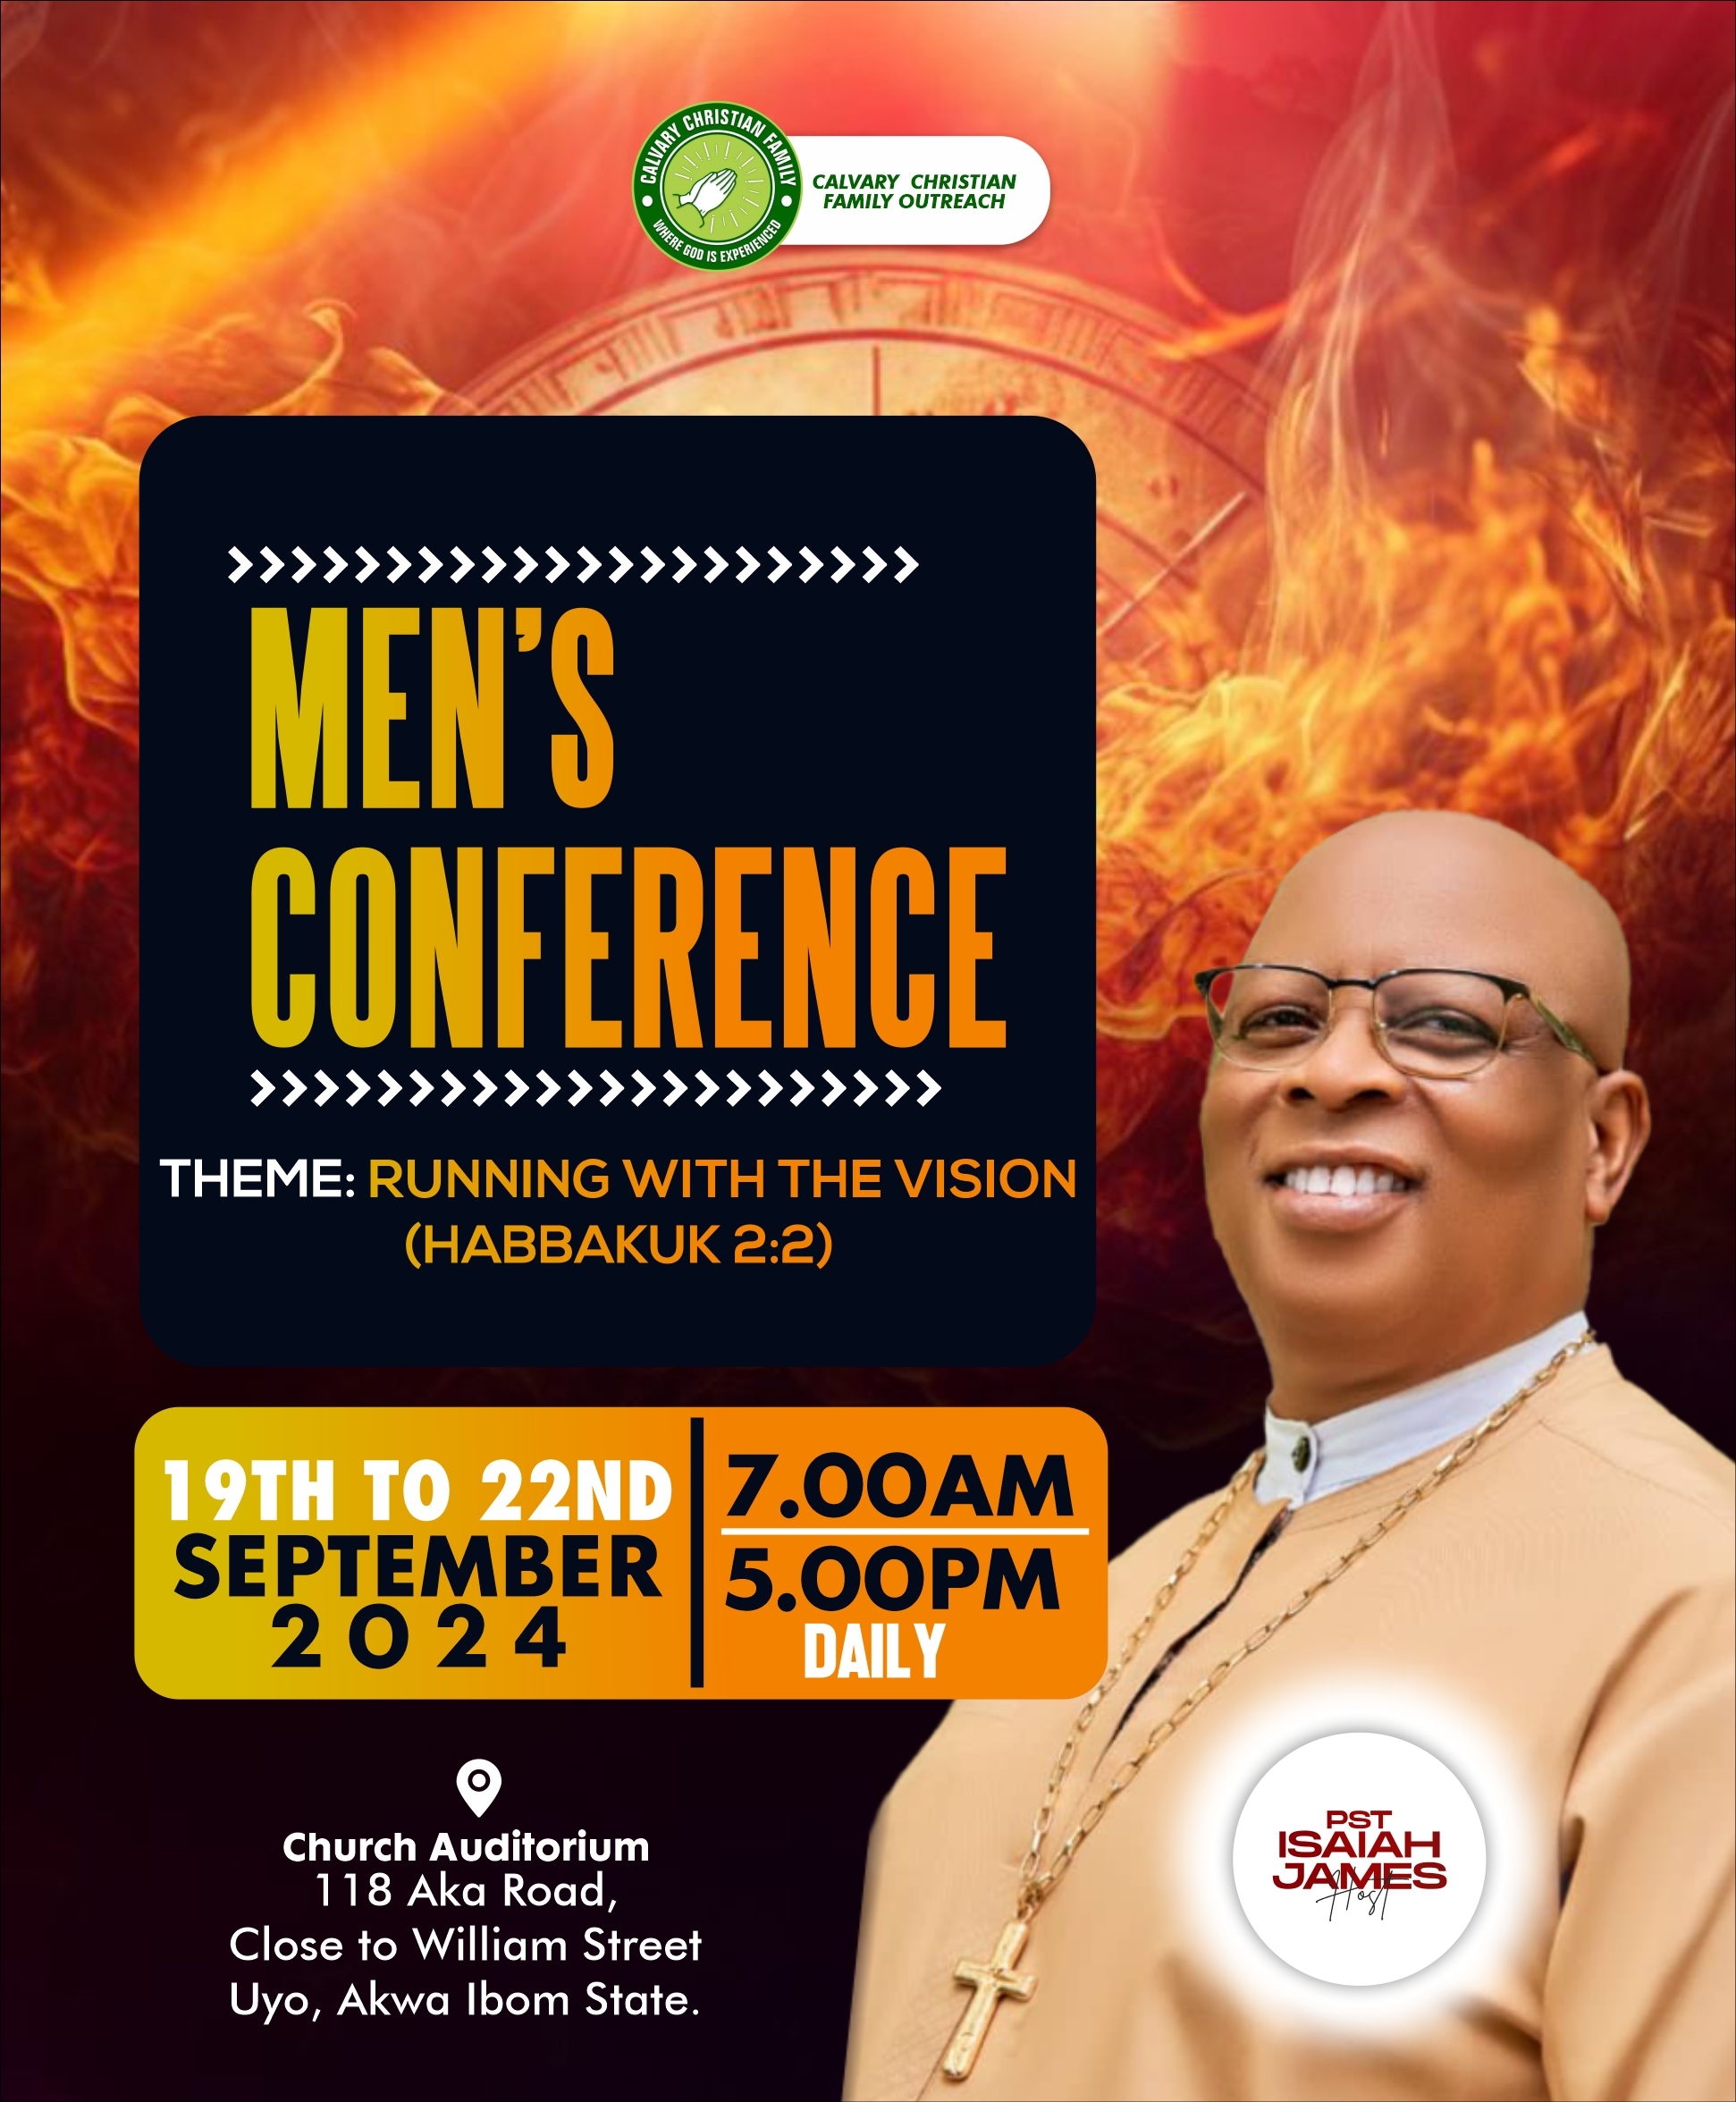 CALVARY CHRISTIAN FAMILY
WHERE GOD IS EXPERIENCED
CALVARY CHRISTIAN
FAMILY OUTREACH
MEN'S
CONFERENCE
THEME: RUNNING WITH THE VISION
(HABBAKUK 2:2)
19TH TO 22ND
SEPTEMBER
2024
7.00AM
5.00PM
DAILY
Church Auditorium
118 Aka Road,
Close to William Street
Uyo, Akwa Ibom State.
PST
ISAIAH
JAMES
Host